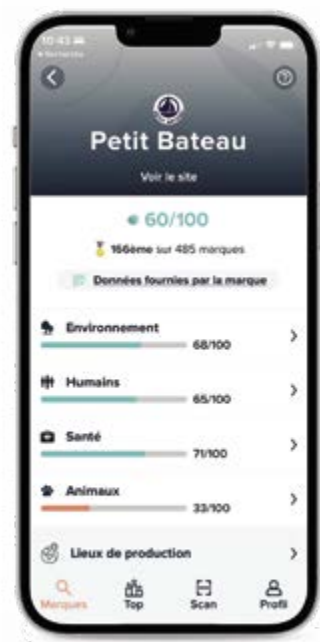 10:43
Petit Bateau
Voir le site
60/100
166ème sur 485 marques
Données fournies par la marque
Environnement
68/100
Humains
65/100
Santé
71/100
Animaux
33/100
Lieux de production
Marques Top Scan Profil